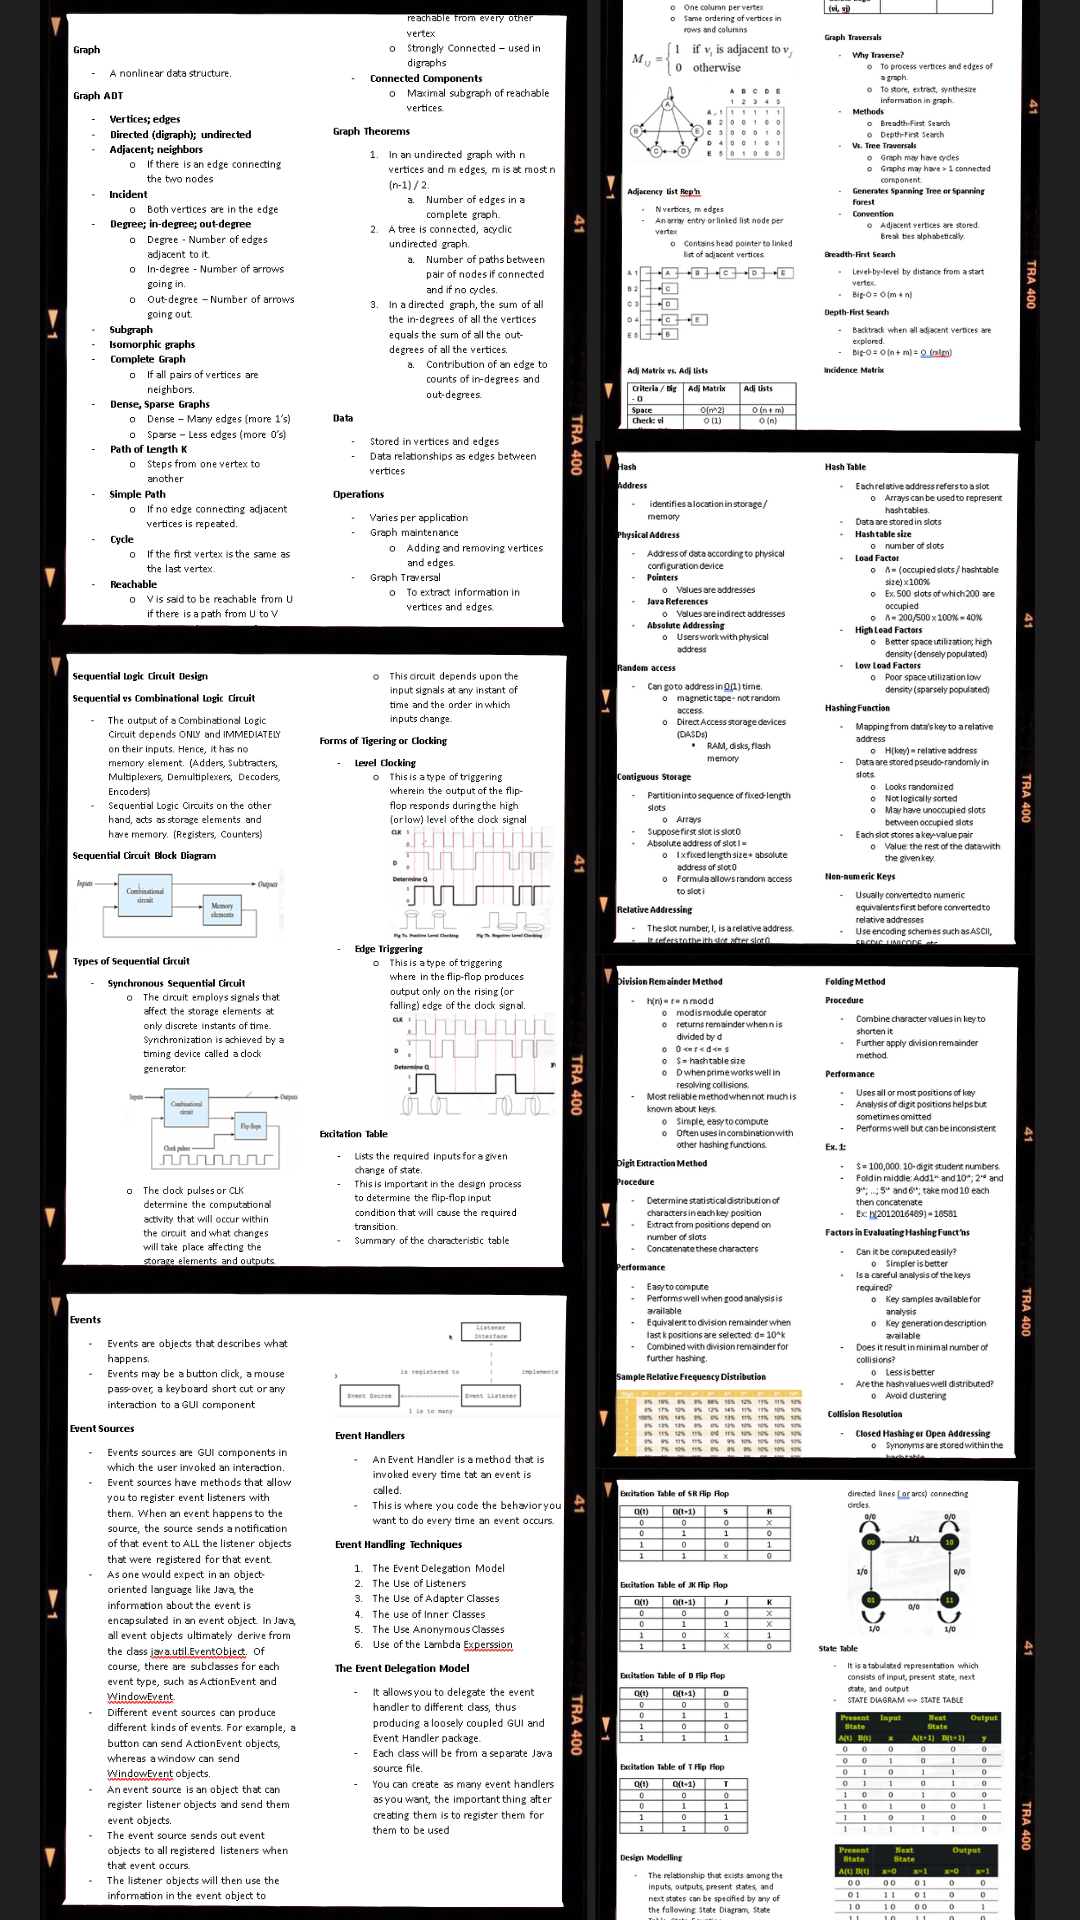 Graph
- A nonlinear data structure.
Graph ADT
- Vertices; edges
- Directed (digraph); undirected
- Adjacent; neighbors
o If there is an edge connecting
the two nodes
- Incident
o Both vertices are in the edge
- Degree; in-degree; out-degree
o Degree - Number of edges
adjacent to it.
o In-degree - Number of arrows
going in.
o Out-degree – Number of arrows
going out.
- Subgraph
- Isomorphic graphs
- Complete Graph
o If all pairs of vertices are
neighbors.
- Dense, Sparse Graphs
o Dense – Many edges (more 1's)
o Sparse – Less edges (more 0's)
- Path of Length K
o Steps from one vertex to
another
- Simple Path
o If no edge connecting adjacent
vertices is repeated.
- Cycle
o If the first vertex is the same as
the last vertex.
- Reachable
o V is said to be reachable from U
if there is a path from U to V
reachable from every other
vertex
o Strongly Connected – used in
digraphs
- Connected Components
o Maximal subgraph of reachable
vertices.
Graph Theorems
1. In an undirected graph with n
vertices and m edges, m is at most n
(n-1) / 2.
a. Number of edges in a
complete graph.
2. A tree is connected, acyclic
undirected graph.
a. Number of paths between
pair of nodes if connected
and if no cycles.
3. In a directed graph, the sum of all
the in-degrees of all the vertices
equals the sum of all the out-
degrees of all the vertices.
a. Contribution of an edge to
counts of in-degrees and
out-degrees.
Data
- Stored in vertices and edges
- Data relationships as edges between
vertices
Operations
- Varies per application
- Graph maintenance
o Adding and removing vertices
and edges.
- Graph Traversal
o To extract information in
vertices and edges.
41
TRA 400
1
Sequential Logic Circuit Design
Sequential vs Combinational Logic Circuit
- The output of a Combinational Logic
Circuit depends ONLY and IMMEDIATELY
on their inputs. Hence, it has no
memory element. (Adders, Subtracters,
Multiplexers, Demultiplexers, Decoders,
Encoders)
- Sequential Logic Circuits on the other
hand, acts as storage elements and
have memory. (Registers, Counters)
Sequential Circuit Block Diagram
Inputs
Combinational
circuit
Outputs
Memory
elements
Types of Sequential Circuit
- Synchronous Sequential Circuit
o The circuit employs signals that
affect the storage elements at
only discrete instants of time.
Synchronization is achieved by a
timing device called a clock
generator.
Inputs
Combinational
circuit
Outputs
Flip-flops
Clock pulses
o The clock pulses or CLK
determine the computational
activity that will occur within
the circuit and what changes
will take place affecting the
storage elements and outputs.
o This circuit depends upon the
input signals at any instant of
time and the order in which
inputs change.
Forms of Tigering or Clocking
- Level Clocking
o This is a type of triggering
wherein the output of the flip-
flop responds during the high
(or low) level of the clock signal
CLK
D
Determine Q
Fig 7a. Positive Level Clocking
Fig 7b. Negative Level Clocking
- Edge Triggering
o This is a type of triggering
where in the flip-flop produces
output only on the rising (or
falling) edge of the clock signal.
CLK
D
Determine Q
Excitation Table
- Lists the required inputs for a given
change of state.
- This is important in the design process
to determine the flip-flop input
condition that will cause the required
transition.
- Summary of the characteristic table
41
TRA 400
1
Events
- Events are objects that describes what
happens.
- Events may be a button click, a mouse
pass-over, a keyboard short cut or any
interaction to a GUI component
Event Sources
- Events sources are GUI components in
which the user invoked an interaction.
- Event sources have methods that allow
you to register event listeners with
them. When an event happens to the
source, the source sends a notification
of that event to ALL the listener objects
that were registered for that event.
- As one would expect in an object-
oriented language like Java, the
information about the event is
encapsulated in an event object. In Java,
all event objects ultimately derive from
the class java.util.EventObject. Of
course, there are subclasses for each
event type, such as ActionEvent and
WindowEvent.
- Different event sources can produce
different kinds of events. For example, a
button can send ActionEvent objects,
whereas a window can send
WindowEvent objects.
- An event source is an object that can
register listener objects and send them
event objects.
- The event source sends out event
objects to all registered listeners when
that event occurs.
- The listener objects will then use the
information in the event object to
Listener
Interface
is registered to
implements
Event Source
Event Listener
1 is to many
Event Handlers
- An Event Handler is a method that is
invoked every time tat an event is
called.
- This is where you code the behavior you
want to do every time an event occurs.
Event Handling Techniques
1. The Event Delegation Model
2. The Use of Listeners
3. The Use of Adapter Classes
4. The use of Inner Classes
5. The Use Anonymous Classes
6. Use of the Lambda Experssion
The Event Delegation Model
- It allows you to delegate the event
handler to different class, thus
producing a loosely coupled GUI and
Event Handler package.
- Each class will be from a separate Java
source file.
- You can create as many event handlers
as you want, the important thing after
creating them is to register them for
them to be used
41
TRA 400
1
o One column per vertex
o Same ordering of vertices in
rows and columns
Mij = { 1 if vi is adjacent to vj
0 otherwise
A B C D E
1 2 3 4 5
A 1 1 1 1 1 1
B 2 0 0 1 0 0
C 3 0 0 0 1 0
D 4 0 0 1 0 1
E 5 0 1 0 0 0
Adjacency List Rep'n
- N vertices, m edges
- An array entry or linked list node per
vertex
o Contains head pointer to linked
list of adjacent vertices.
A 1 A B C D E
B 2 C
C 3 D
D 4 C E
E 5 B
Adj Matrix vs. Adj Lists
Criteria / Big - O Adj Matrix Adj Lists
Space O(n^2) O (n + m)
Check: vi O (1) O (n)
(vi, vj)
Graph Traversals
- Why Traverse?
o To process vertices and edges of
a graph.
o To store, extract, synthesize
information in graph.
- Methods
o Breadth-First Search
o Depth-First Search
- Vs. Tree Traversals
o Graph may have cycles
o Graphs may have > 1 connected
component.
- Generates Spanning Tree or Spanning
Forest
- Convention
o Adjacent vertices are stored.
Break ties alphabetically.
Breadth-First Search
- Level-by-level by distance from a start
vertex.
- Big-O = O (m + n)
Depth-First Search
- Backtrack when all adjacent vertices are
explored.
- Big-O = O (n + m) = O (mlgn)
Incidence Matrix
41
TRA 400
1
Hash
Address
- identifies a location in storage /
memory
Physical Address
- Address of data according to physical
configuration device
- Pointers
o Values are addresses
- Java References
o Values are indirect addresses
- Absolute Addressing
o Users work with physical
address
Random access
- Can go to address in O(1) time.
o magnetic tape - not random
access.
o Direct Access storage devices
(DASDs)
▪ RAM, disks, flash
memory
Contiguous Storage
- Partition into sequence of fixed-length
slots
o Arrays
- Suppose first slot is slot 0
- Absolute address of slot I =
o I x fixed length size + absolute
address of slot 0
o Formula allows random access
to slot i
Relative Addressing
- The slot number, I, is a relative address.
- It refers to the ith slot after slot 0.
Hash Table
- Each relative address refers to a slot
o Arrays can be used to represent
hash tables.
- Data are stored in slots
- Hash table size
o number of slots
- Load Factor
o Λ = (occupied slots / hashtable
size) x 100%
o Ex. 500 slots of which 200 are
occupied
o Λ = 200/500 x 100% = 40%
- High Load Factors
o Better space utilization; high
density (densely populated)
- Low Load Factors
o Poor space utilization low
density (sparsely populated)
Hashing Function
- Mapping from data's key to a relative
address
o H(key) = relative address
- Data are stored pseudo-randomly in
slots.
o Looks randomized
o Not logically sorted
o May have unoccupied slots
between occupied slots
- Each slot stores a key-value pair
o Value: the rest of the data with
the given key.
Non-numeric Keys
- Usually converted to numeric
equivalents first before converted to
relative addresses
- Use encoding schemes such as ASCII,
EBCDIC, UNICODE, etc.
41
TRA 400
1
Division Remainder Method
- h(n) = r = n mod d
o mod is module operator
o returns remainder when n is
divided by d
o 0 <= r < d <= s
o S = hash table size
o D when prime works well in
resolving collisions.
- Most reliable method when not much is
known about keys.
o Simple, easy to compute
o Often uses in combination with
other hashing functions.
Digit Extraction Method
Procedure
- Determine statistical distribution of
characters in each key position
- Extract from positions depend on
number of slots
- Concatenate these characters
Performance
- Easy to compute
- Performs well when good analysis is
available
- Equivalent to division remainder when
last k positions are selected: d= 10^k
- Combined with division remainder for
further hashing.
Sample Relative Frequency Distribution
Folding Method
Procedure
- Combine character values in key to
shorten it
- Further apply division remainder
method.
Performance
- Uses all or most positions of key
- Analysis of digit positions helps but
sometimes omitted
- Performs well but can be inconsistent
Ex. 1:
- S = 100,000. 10-digit student numbers.
- Fold in middle: Add 1st and 10th; 2nd and
9th; ...; 5th and 6th; take mod 10 each
then concatenate
- Ex: h(2012016489) = 18581
Factors in Evaluating Hashing Funct'ns
- Can it be computed easily?
o Simpler is better
- Is a careful analysis of the keys
required?
o Key samples available for
analysis
o Key generation description
available
- Does it result in minimal number of
collisions?
o Less is better
- Are the hash values well distributed?
o Avoid clustering
Collision Resolution
- Closed Hashing or Open Addressing
o Synonyms are stored within the
hash table
41
TRA 400
1
Excitation Table of SR Flip Flop
Q(t) Q(t+1) S R
0 0 0 X
0 1 1 0
1 0 0 1
1 1 X 0
Excitation Table of JK Flip Flop
Q(t) Q(t+1) J K
0 0 0 X
0 1 1 X
1 0 X 1
1 1 X 0
Excitation Table of D Flip Flop
Q(t) Q(t+1) D
0 0 0
0 1 1
1 0 0
1 1 1
Excitation Table of T Flip Flop
Q(t) Q(t+1) T
0 0 0
0 1 1
1 0 1
1 1 0
Design Modelling
- The relationship that exists among the
inputs, outputs, present states, and
next states can be specified by any of
the following: State Diagram, State
directed lines (or arcs) connecting
circles.
0/0 0/0
00 1/1 10
1/0 0/0
01 0/0 11
1/0 1/0
State Table
- It is a tabulated representation which
consists of input, present state, next
state, and output
- STATE DIAGRAM <=> STATE TABLE
Present State Input Next State Output
A(t) B(t) x A(t+1) B(t+1) y
0 0 0 0 0 0
0 0 1 0 1 0
0 1 0 1 1 0
0 1 1 0 1 0
1 0 0 1 0 0
1 0 1 0 0 1
1 1 0 1 0 0
1 1 1 1 1 1
Present State Next State Output
A(t) B(t) x=0 x=1 x=0 x=1
0 0 0 0 0 1 0 0
0 1 1 1 0 1 0 0
1 0 1 0 0 0 0 1
41
TRA 400
1